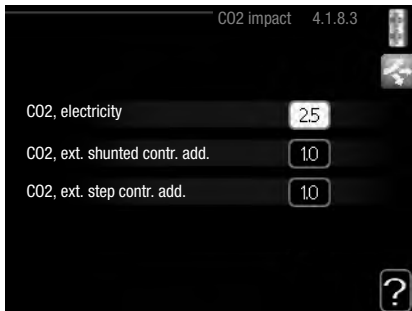 CO2 impact 4.1.8.3
CO2, electricity 2.5
CO2, ext. shunted contr. add. 1.0
CO2, ext. step contr. add. 1.0
?